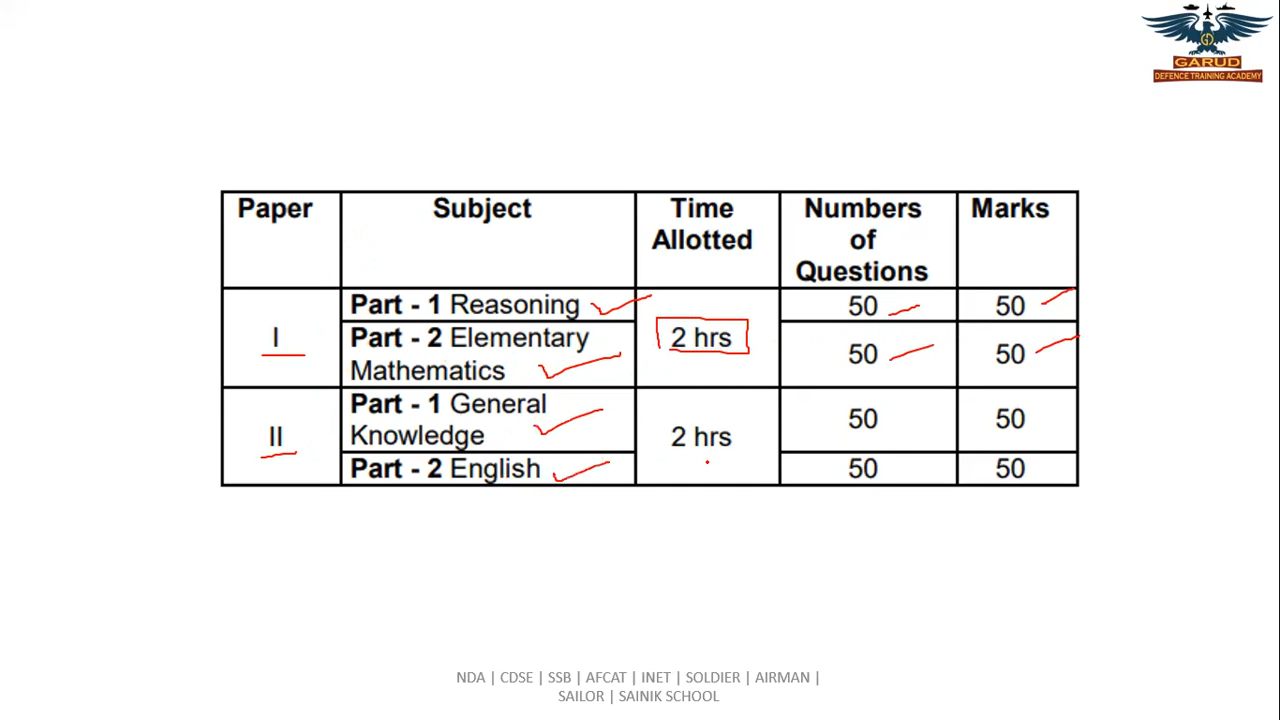 GARUD
DEFENCE TRAINING ACADEMY
Paper
Subject
Time
Allotted
Numbers
of
Questions
Marks
I
Part - 1 Reasoning
2 hrs
50
50
Part - 2 Elementary
Mathematics
50
50
II
Part - 1 General
Knowledge
2 hrs
50
50
Part - 2 English
50
50
NDA | CDSE | SSB | AFCAT | INET | SOLDIER | AIRMAN |
SAILOR | SAINIK SCHOOL